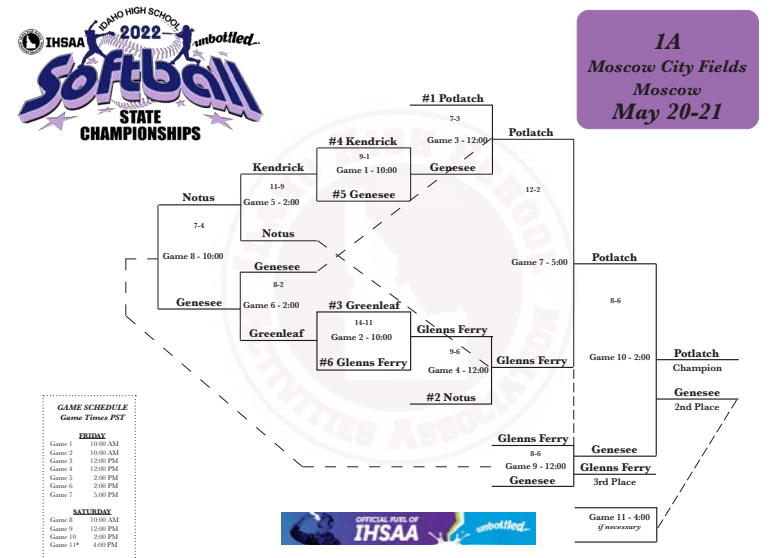 IDAHO HIGH SCHOOL
IHSAA
2022
unbottled...
Softball
STATE
CHAMPIONSHIPS
1A
Moscow City Fields
Moscow
May 20-21
#1 Potlatch
7-3
Game 3 - 12:00
Genesee
Potlatch
#4 Kendrick
9-1
Game 1 - 10:00
#5 Genesee
Kendrick
11-9
Game 5 - 2:00
Notus
Notus
7-4
Game 8 - 10:00
Genesee
Genesee
8-2
Game 6 - 2:00
Greenleaf
#3 Greenleaf
14-11
Game 2 - 10:00
#6 Glenns Ferry
Glenns Ferry
9-6
Game 4 - 12:00
#2 Notus
Glenns Ferry
12-2
Game 7 - 5:00
Potlatch
8-6
Game 10 - 2:00
Genesee
Potlatch
Champion
Genesee
2nd Place
Glenns Ferry
8-6
Game 9 - 12:00
Genesee
Glenns Ferry
3rd Place
Game 11 - 4:00
if necessary
GAME SCHEDULE
Game Times PST
FRIDAY
Game 1 10:00 AM
Game 2 10:00 AM
Game 3 12:00 PM
Game 4 12:00 PM
Game 5 2:00 PM
Game 6 2:00 PM
Game 7 5:00 PM
SATURDAY
Game 8 10:00 AM
Game 9 12:00 PM
Game 10 2:00 PM
Game 11* 4:00 PM
OFFICIAL FUEL OF
IHSAA
unbottled...
IDAHO HIGH SCHOOL
ACTIVITIES ASSOCIATION